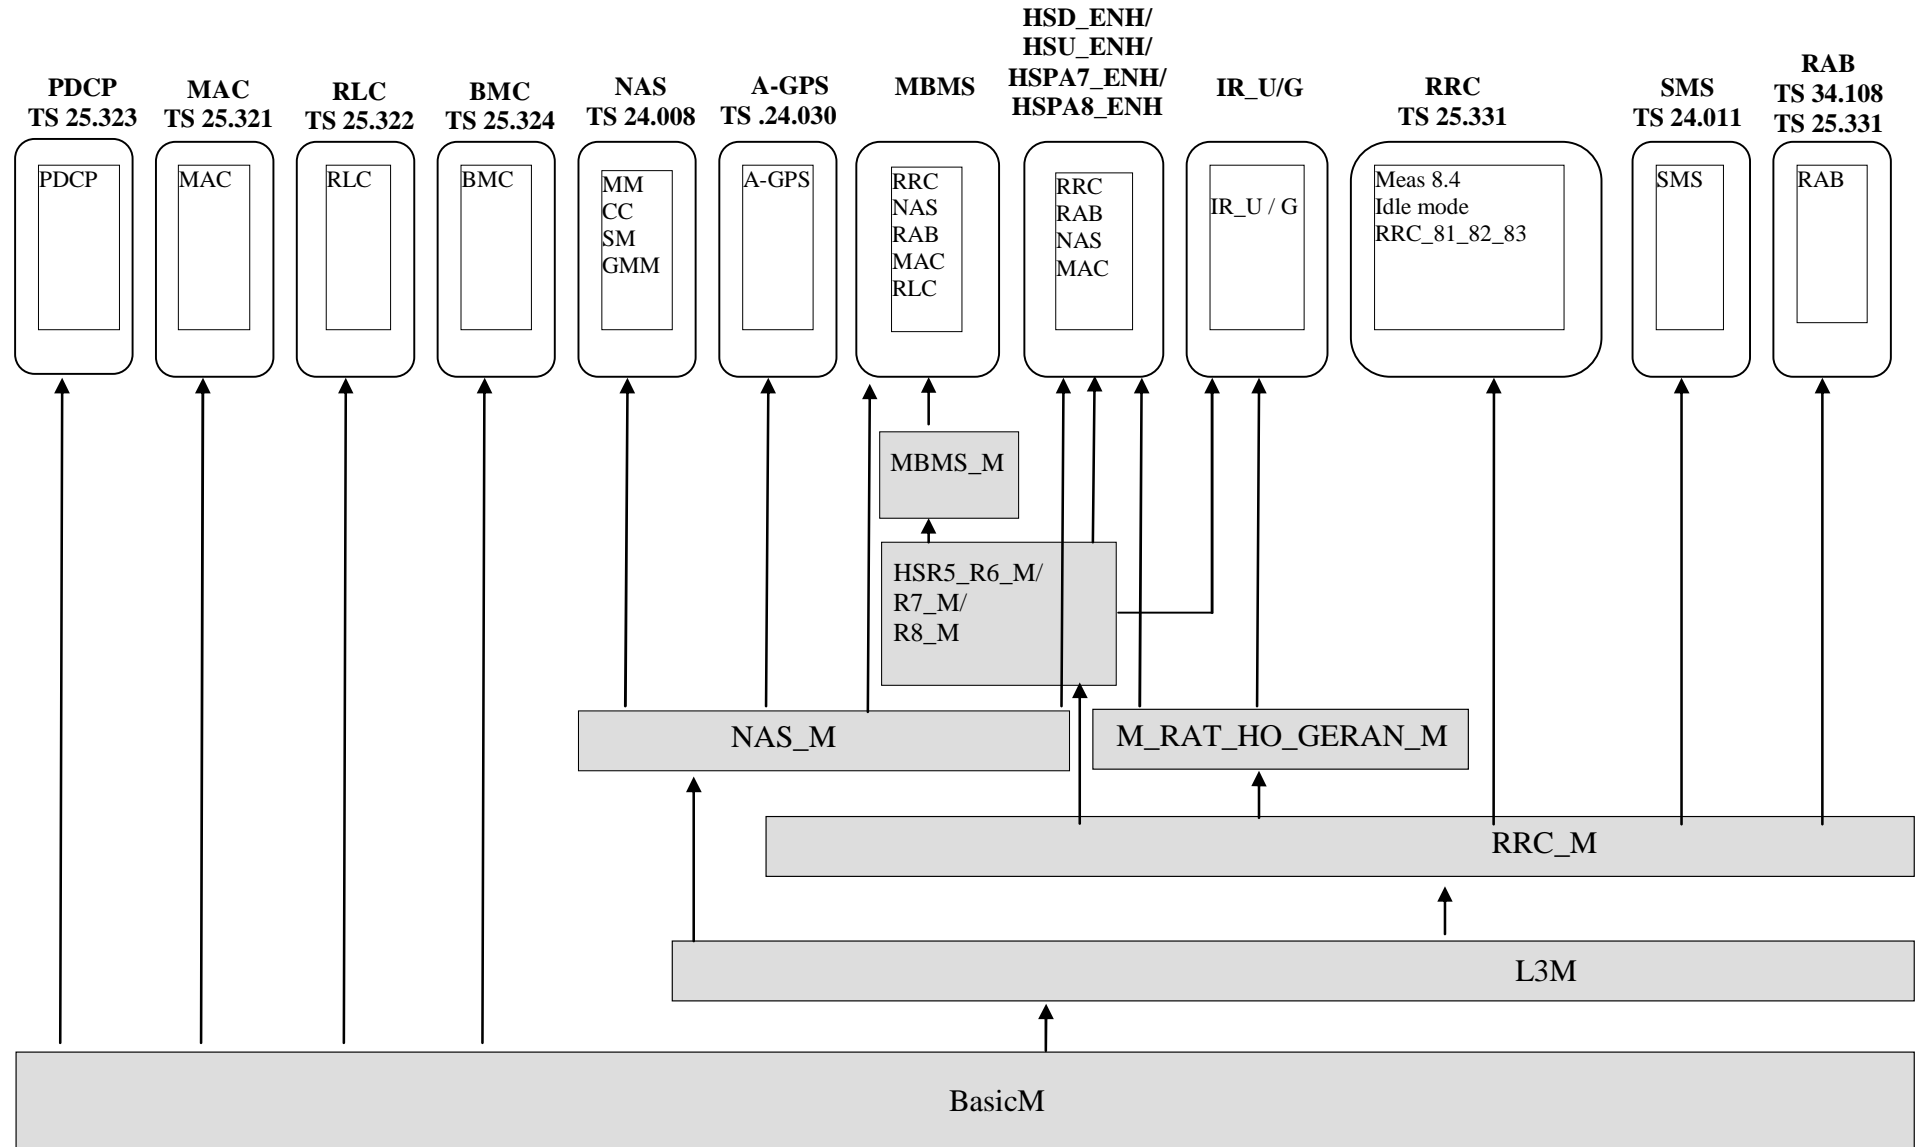 PDCP
TS 25.323
MAC
TS 25.321
RLC
TS 25.322
BMC
TS 25.324
NAS
TS 24.008
A-GPS
TS .24.030
MBMS
HSD_ENH/
HSU_ENH/
HSPA7_ENH/
HSPA8_ENH
IR_U/G
RRC
TS 25.331
SMS
TS 24.011
RAB
TS 34.108
TS 25.331
PDCP
MAC
RLC
BMC
MM
CC
SM
GMM
A-GPS
RRC
NAS
RAB
MAC
RLC
RRC
RAB
NAS
MAC
IR_U / G
Meas 8.4
Idle mode
RRC_81_82_83
SMS
RAB
MBMS_M
HSR5_R6_M/
R7_M/
R8_M
NAS_M
M_RAT_HO_GERAN_M
RRC_M
L3M
BasicM